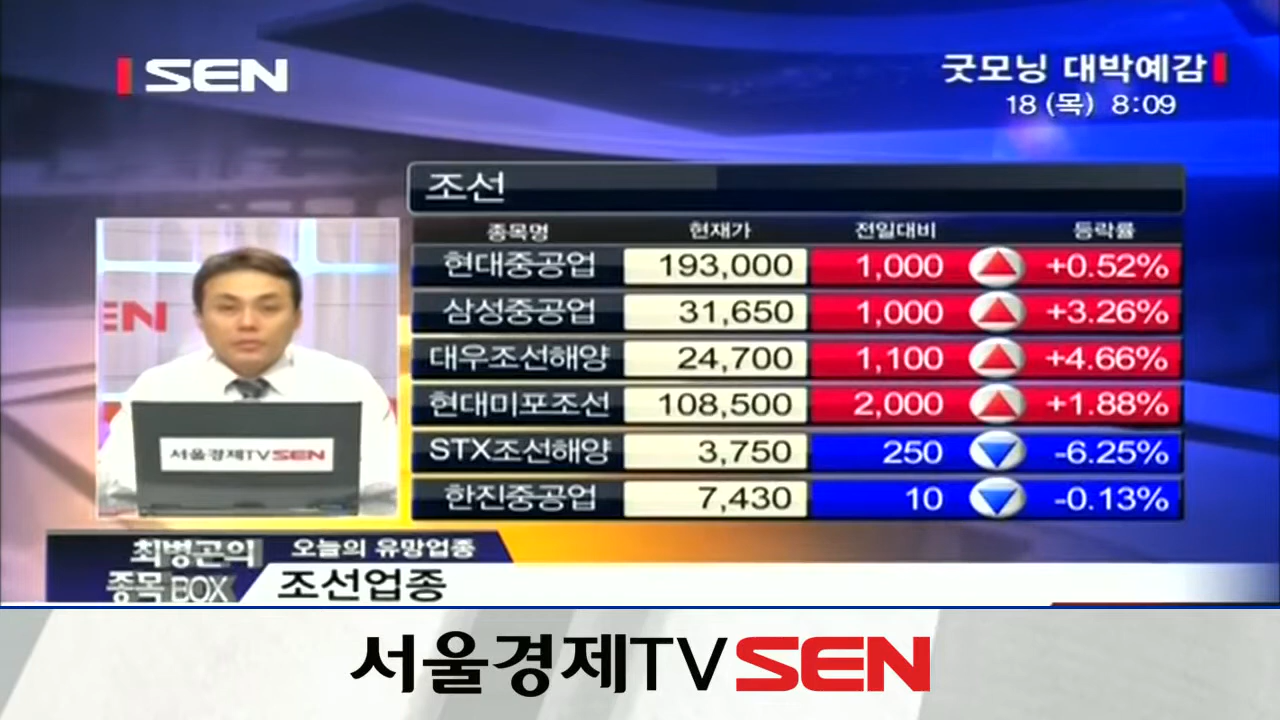 SEN
굿모닝 대박예감
18 (목) 8:09
조선
종목명 현재가 전일대비 등락률
현대중공업 193,000 1,000 ▲ +0.52%
삼성중공업 31,650 1,000 ▲ +3.26%
대우조선해양 24,700 1,100 ▲ +4.66%
현대미포조선 108,500 2,000 ▲ +1.88%
STX조선해양 3,750 250 ▼ -6.25%
한진중공업 7,430 10 ▼ -0.13%
EN
서울경제TV SEN
최병곤의
종목 BOX
오늘의 유망업종
조선업종
서울경제TV SEN